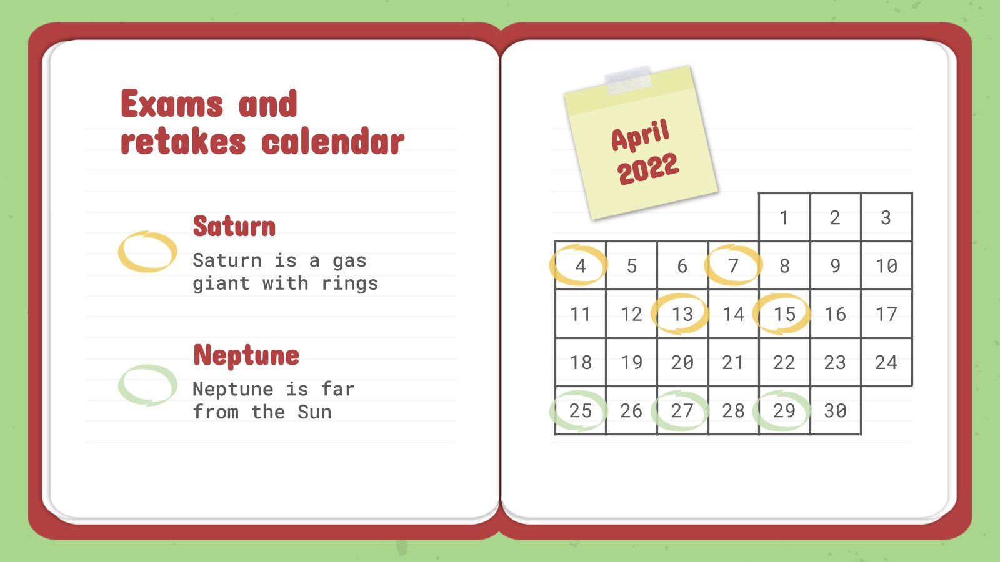 Exams and
retakes calendar
Saturn
Saturn is a gas
giant with rings
Neptune
Neptune is far
from the Sun
April
2022
1 2 3
4 5 6 7 8 9 10
11 12 13 14 15 16 17
18 19 20 21 22 23 24
25 26 27 28 29 30